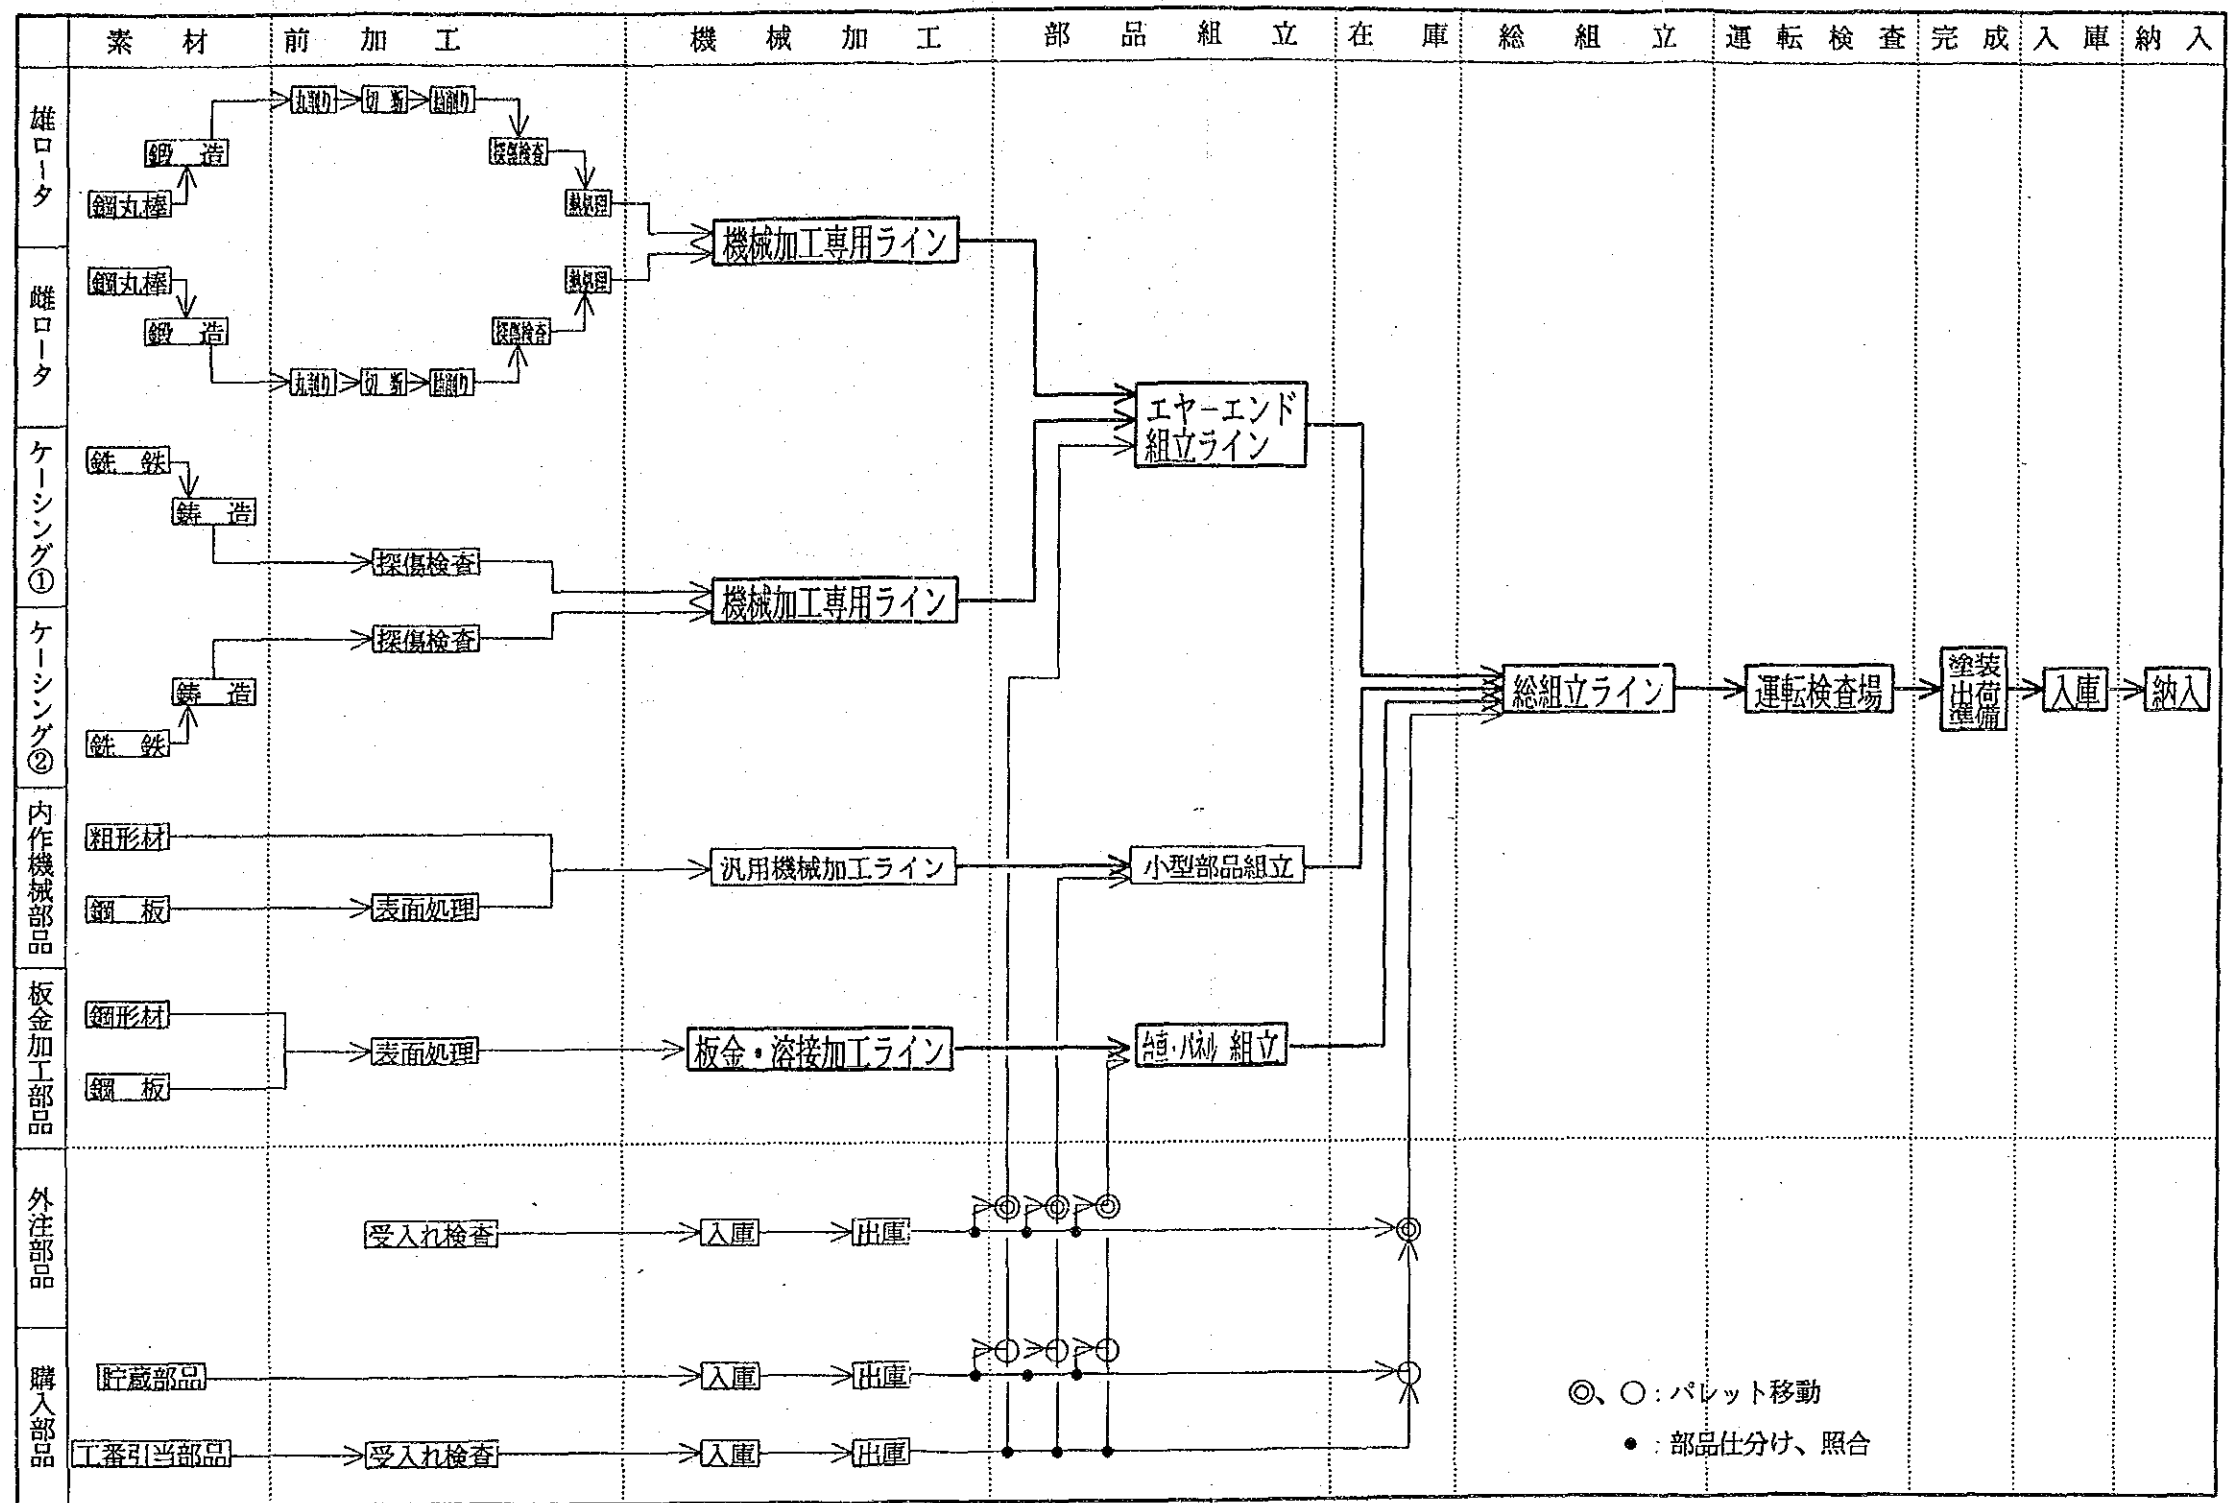 素材 前加工 機械加工 部品組立 在庫 総組立 運転検査 完成 入庫 納入
雄ロータ
鋼丸棒
鍛造
丸削り
切断
探傷検査
熱処理
雌ロータ
鋼丸棒
鍛造
丸削り
切断
探傷検査
熱処理
機械加工専用ライン
ケーシング①
銑鉄
鋳造
探傷検査
ケーシング②
銑鉄
鋳造
探傷検査
機械加工専用ライン
エヤーエンド
組立ライン
内作機械部品
粗形材
鋼板
表面処理
汎用機械加工ライン
小型部品組立
板金加工部品
鋼形材
鋼板
表面処理
板金・溶接加工ライン
台車・パネル 組立
総組立ライン
運転検査場
塗装
出荷
準備
入庫
納入
外注部品
受入れ検査
入庫
出庫
購入部品
貯蔵部品
入庫
出庫
工番引当部品
受入れ検査
入庫
出庫
◎、○:パレット移動
●:部品仕分け、照合